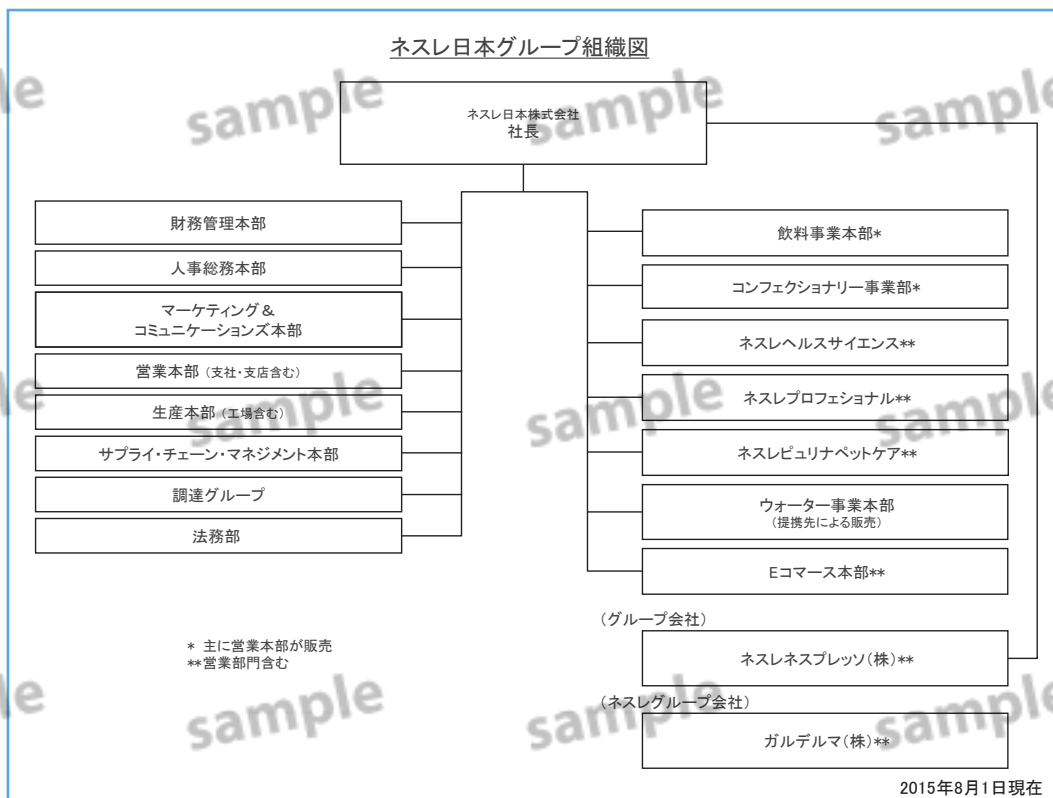 ネスレ日本グループ組織図
ネスレ日本株式会社
社長
財務管理本部
人事総務本部
マーケティング＆
コミュニケーションズ本部
営業本部（支社・支店含む）
生産本部（工場含む）
サプライ・チェーン・マネジメント本部
調達グループ
法務部
飲料事業本部*
コンフェクショナリー事業部*
ネスレヘルスサイエンス**
ネスレプロフェショナル**
ネスレピュリナペットケア**
ウォーター事業本部
（提携先による販売）
Eコマース本部**
（グループ会社）
ネスレネスプレッソ（株）**
（ネスレグループ会社）
ガルデルマ（株）**
* 主に営業本部が販売
**営業部門含む
2015年8月1日現在
sample
sample
sample
sample
sample
sample
sample
sample
sample